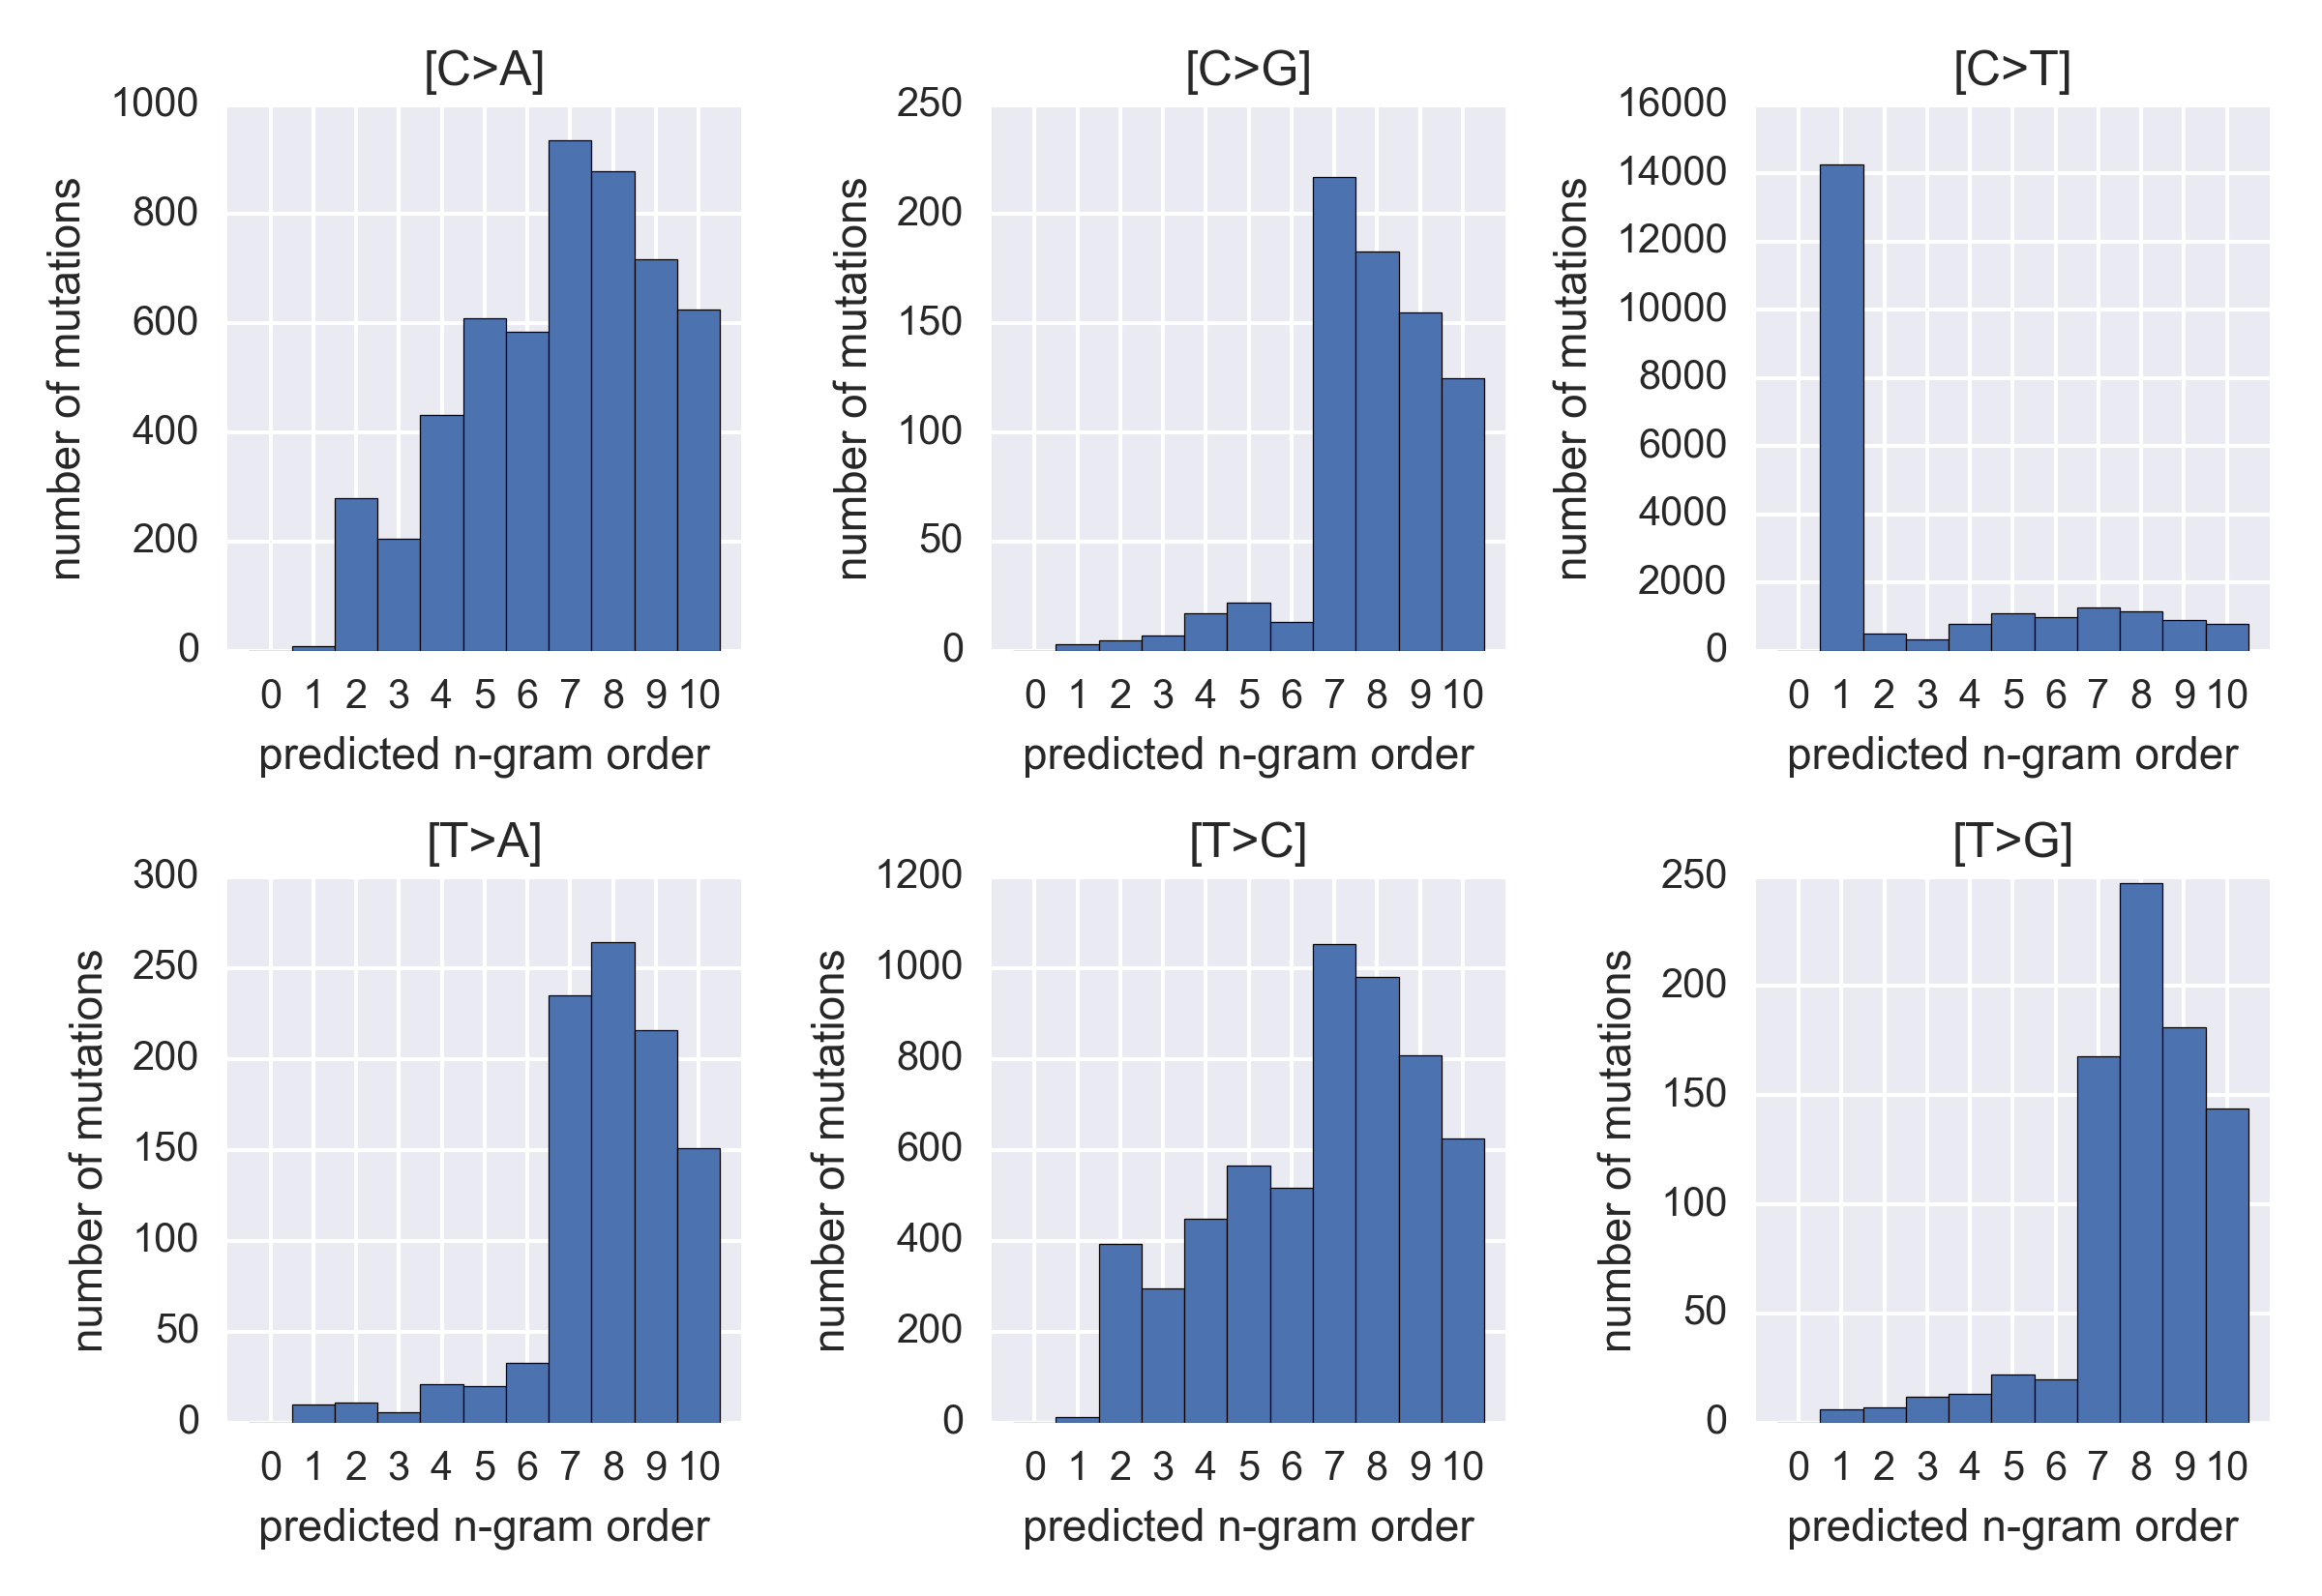 [C>A]
number of mutations
1000
800
600
400
200
0
0 1 2 3 4 5 6 7 8 9 10
predicted n-gram order
[C>G]
number of mutations
250
200
150
100
50
0
0 1 2 3 4 5 6 7 8 9 10
predicted n-gram order
[C>T]
number of mutations
16000
14000
12000
10000
8000
6000
4000
2000
0
0 1 2 3 4 5 6 7 8 9 10
predicted n-gram order
[T>A]
number of mutations
300
250
200
150
100
50
0
0 1 2 3 4 5 6 7 8 9 10
predicted n-gram order
[T>C]
number of mutations
1200
1000
800
600
400
200
0
0 1 2 3 4 5 6 7 8 9 10
predicted n-gram order
[T>G]
number of mutations
250
200
150
100
50
0
0 1 2 3 4 5 6 7 8 9 10
predicted n-gram order